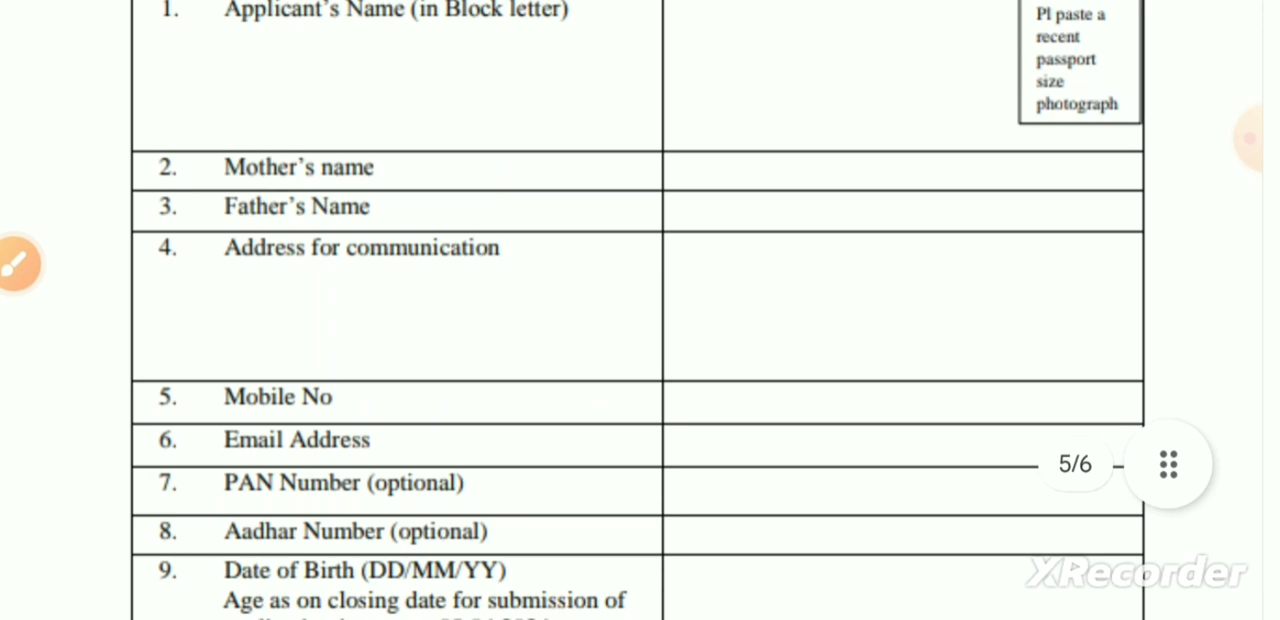 1. Applicant's Name (in Block letter)
Pl paste a
recent
passport
size
photograph
2. Mother's name
3. Father's Name
4. Address for communication
5. Mobile No
6. Email Address
5/6
7. PAN Number (optional)
8. Aadhar Number (optional)
9. Date of Birth (DD/MM/YY)
XRecorder
Age as on closing date for submission of